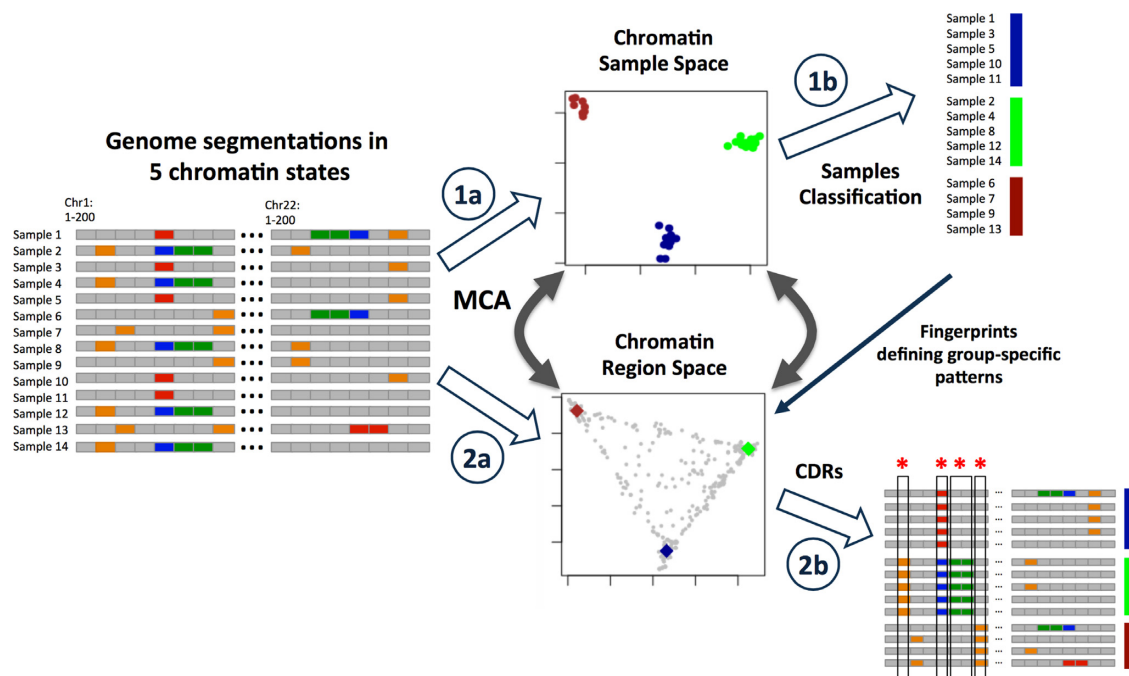 Genome segmentations in
5 chromatin states
Chr1:
1-200
Chr22:
1-200
Sample 1
Sample 2
Sample 3
Sample 4
Sample 5
Sample 6
Sample 7
Sample 8
Sample 9
Sample 10
Sample 11
Sample 12
Sample 13
Sample 14
1a
MCA
2a
Chromatin
Sample Space
Chromatin
Region Space
1b
Samples
Classification
Sample 1
Sample 3
Sample 5
Sample 10
Sample 11
Sample 2
Sample 4
Sample 8
Sample 12
Sample 14
Sample 6
Sample 7
Sample 9
Sample 13
Fingerprints
defining group-specific
patterns
CDRs
2b
* * * *